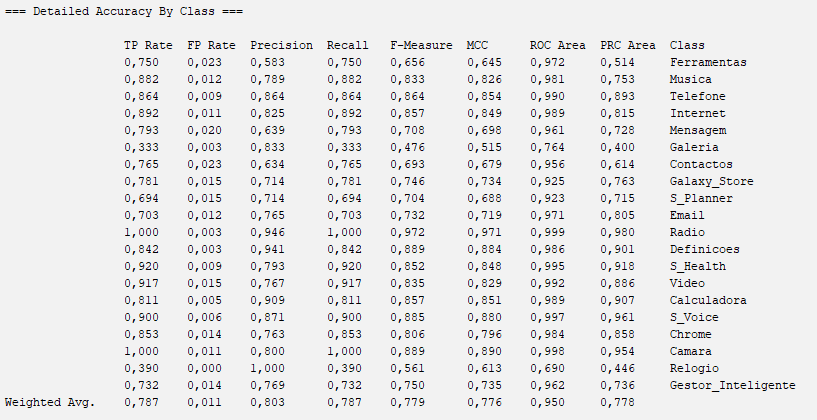 === Detailed Accuracy By Class ===
TP Rate FP Rate Precision Recall F-Measure MCC ROC Area PRC Area Class
0,750 0,023 0,583 0,750 0,656 0,645 0,972 0,514 Ferramentas
0,882 0,012 0,789 0,882 0,833 0,826 0,981 0,753 Musica
0,864 0,009 0,864 0,864 0,864 0,854 0,990 0,893 Telefone
0,892 0,011 0,825 0,892 0,857 0,849 0,989 0,815 Internet
0,793 0,020 0,639 0,793 0,708 0,698 0,961 0,728 Mensagem
0,333 0,003 0,833 0,333 0,476 0,515 0,764 0,400 Galeria
0,765 0,023 0,634 0,765 0,693 0,679 0,956 0,614 Contactos
0,781 0,015 0,714 0,781 0,746 0,734 0,925 0,763 Galaxy_Store
0,694 0,015 0,714 0,694 0,704 0,688 0,923 0,715 S_Planner
0,703 0,012 0,765 0,703 0,732 0,719 0,971 0,805 Email
1,000 0,003 0,946 1,000 0,972 0,971 0,999 0,980 Radio
0,842 0,003 0,941 0,842 0,889 0,884 0,986 0,901 Definicoes
0,920 0,009 0,793 0,920 0,852 0,848 0,995 0,918 S_Health
0,917 0,015 0,767 0,917 0,835 0,829 0,992 0,886 Video
0,811 0,005 0,909 0,811 0,857 0,851 0,989 0,907 Calculadora
0,900 0,006 0,871 0,900 0,885 0,880 0,997 0,961 S_Voice
0,853 0,014 0,763 0,853 0,806 0,796 0,984 0,858 Chrome
1,000 0,011 0,800 1,000 0,889 0,890 0,998 0,954 Camara
0,390 0,000 1,000 0,390 0,561 0,613 0,690 0,446 Relogio
0,732 0,014 0,769 0,732 0,750 0,735 0,962 0,736 Gestor_Inteligente
Weighted Avg. 0,787 0,011 0,803 0,787 0,779 0,776 0,950 0,778